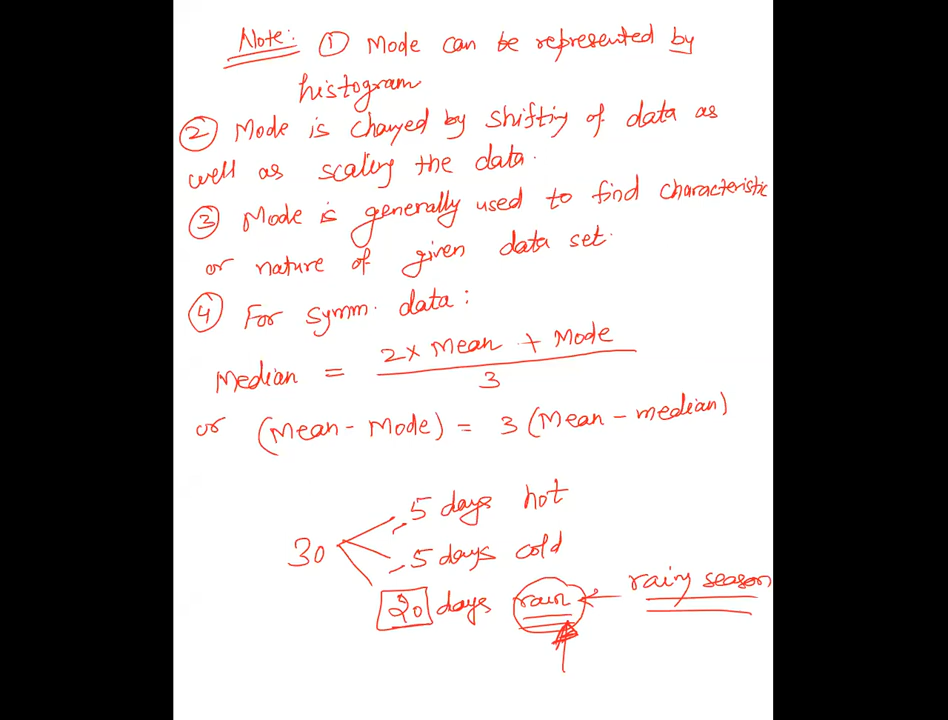 Note: ① Mode can be represented by
histogram
② Mode is changed by shifting of data as
well as scaling the data.
③ Mode is generally used to find characteristic
or nature of given data set.
④ For symm. data:
Median = 2 x Mean + Mode / 3
or (Mean - Mode) = 3 (Mean - median)
5 days hot
30 5 days cold
20 days rain ← rainy season